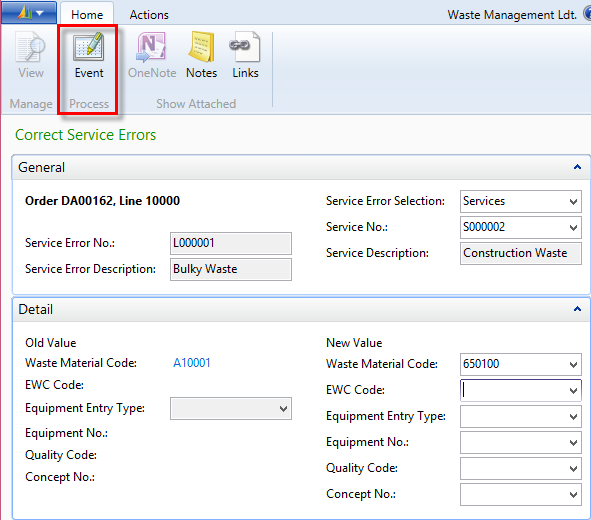 Home Actions Waste Management Ldt.
View Event OneNote Notes Links
Manage Process Show Attached
Correct Service Errors
General
Order DA00162, Line 10000
Service Error No.: L000001
Service Error Description: Bulky Waste
Service Error Selection: Services
Service No.: S000002
Service Description: Construction Waste
Detail
Old Value
Waste Material Code: A10001
EWC Code:
Equipment Entry Type:
Equipment No.:
Quality Code:
Concept No.:
New Value
Waste Material Code: 650100
EWC Code:
Equipment Entry Type:
Equipment No.:
Quality Code:
Concept No.: